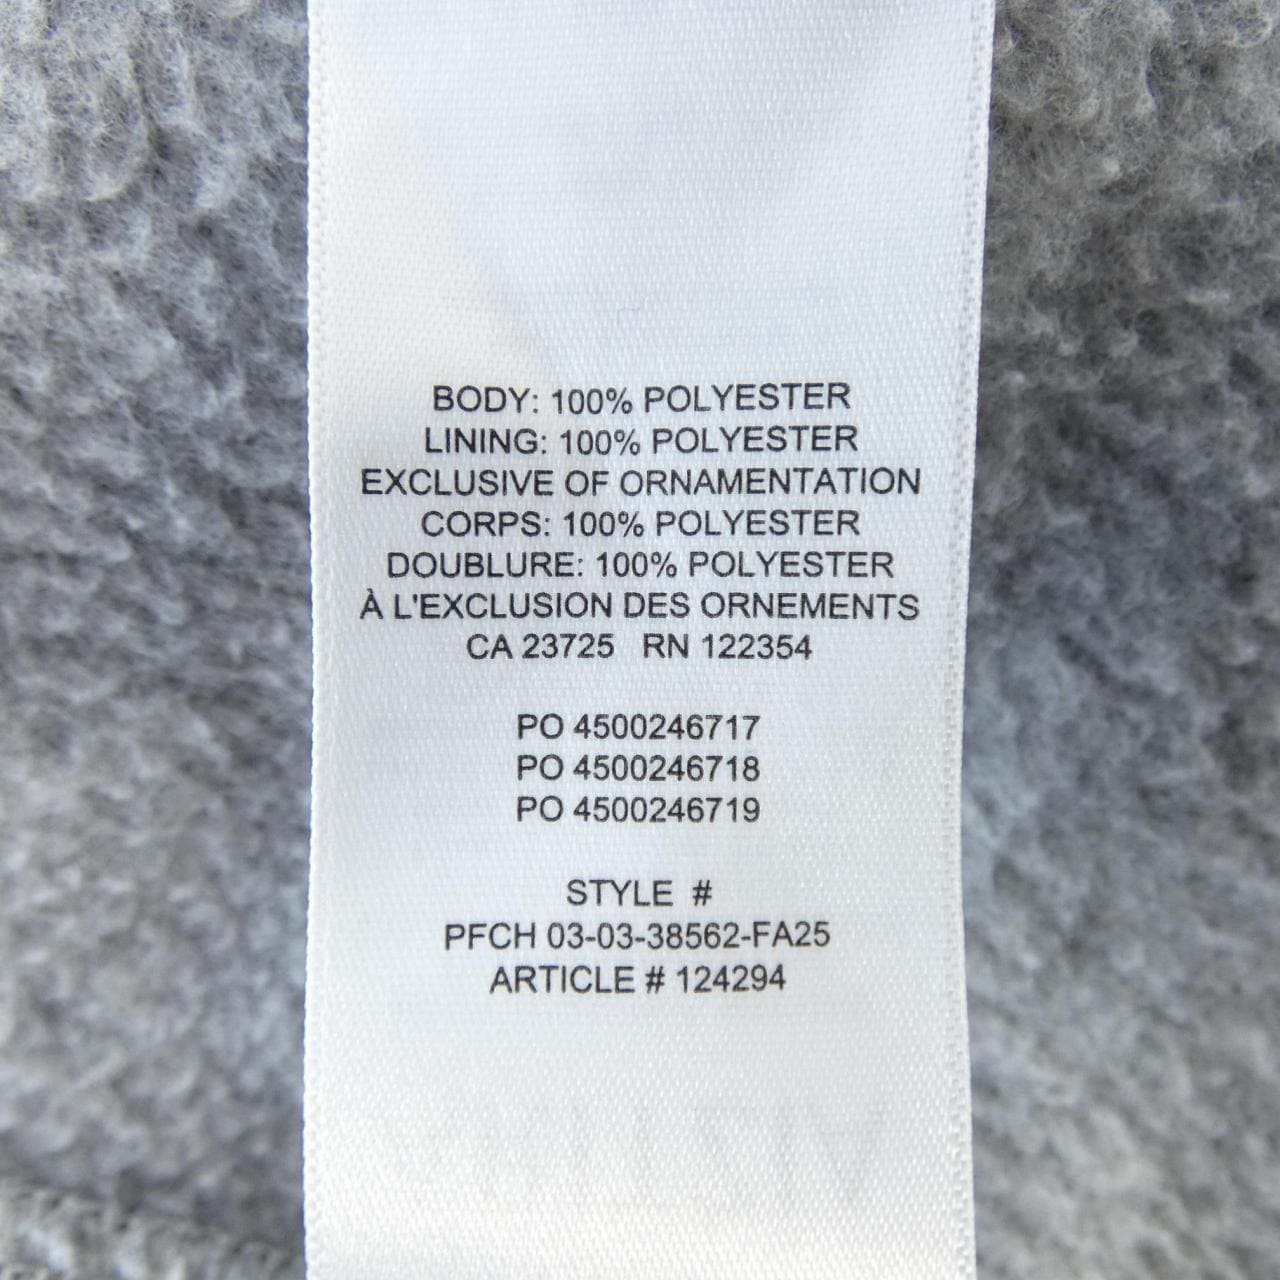 BODY: 100% POLYESTER
LINING: 100% POLYESTER
EXCLUSIVE OF ORNAMENTATION
CORPS: 100% POLYESTER
DOUBLURE: 100% POLYESTER
À L'EXCLUSION DES ORNEMENTS
CA 23725 RN 122354
PO 4500246717
PO 4500246718
PO 4500246719
STYLE #
PFCH 03-03-38562-FA25
ARTICLE # 124294